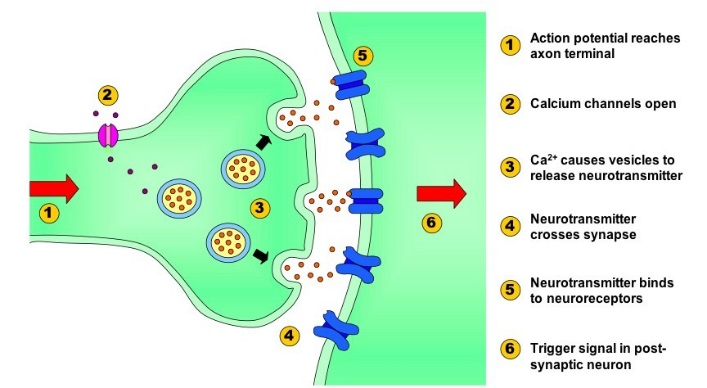 5
2
1
3
4
6
1 Action potential reaches
axon terminal
2 Calcium channels open
3 Ca²⁺ causes vesicles to
release neurotransmitter
4 Neurotransmitter
crosses synapse
5 Neurotransmitter binds
to neuroreceptors
6 Trigger signal in post-
synaptic neuron